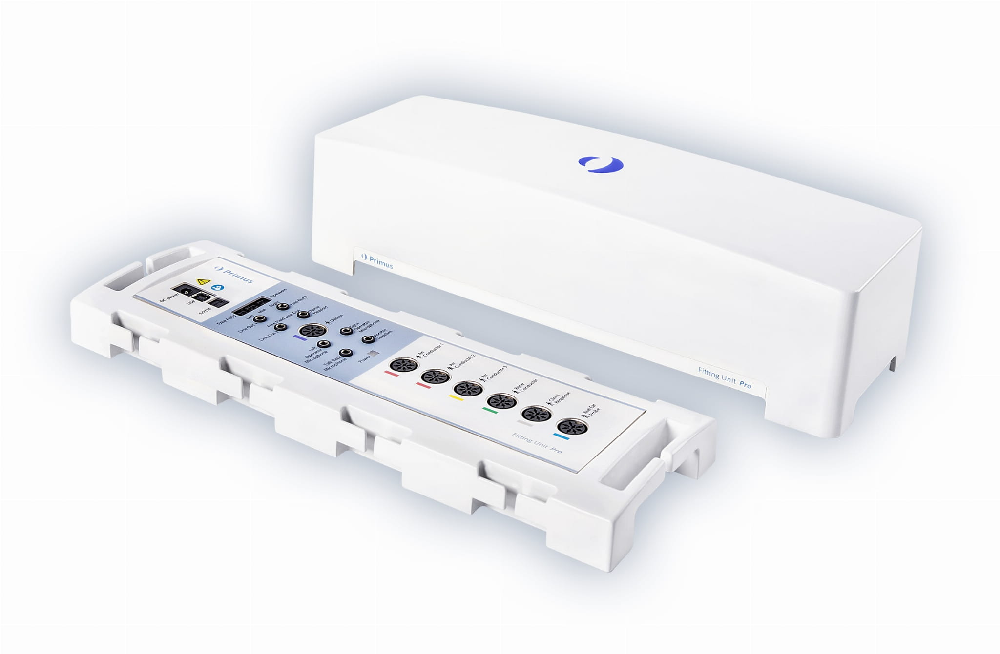 Primus
Fitting Unit Pro
Primus
DC power
USB
S/PDIF
Free Field
Speakers
Left
Mid
Right
Line Out 1
Line Out 2
Line Out 3
Free Field Line Out
Demo
Headset
Option
Left
Operator
Microphone
Right
Operator
Microphone
Talk Back
Microphone
Monitor
Headset
Power
Air
Conductor 1
Air
Conductor 2
Air
Conductor 3
Bone
Conductor
Client
Response
Real Ear
Probe
Fitting Unit Pro